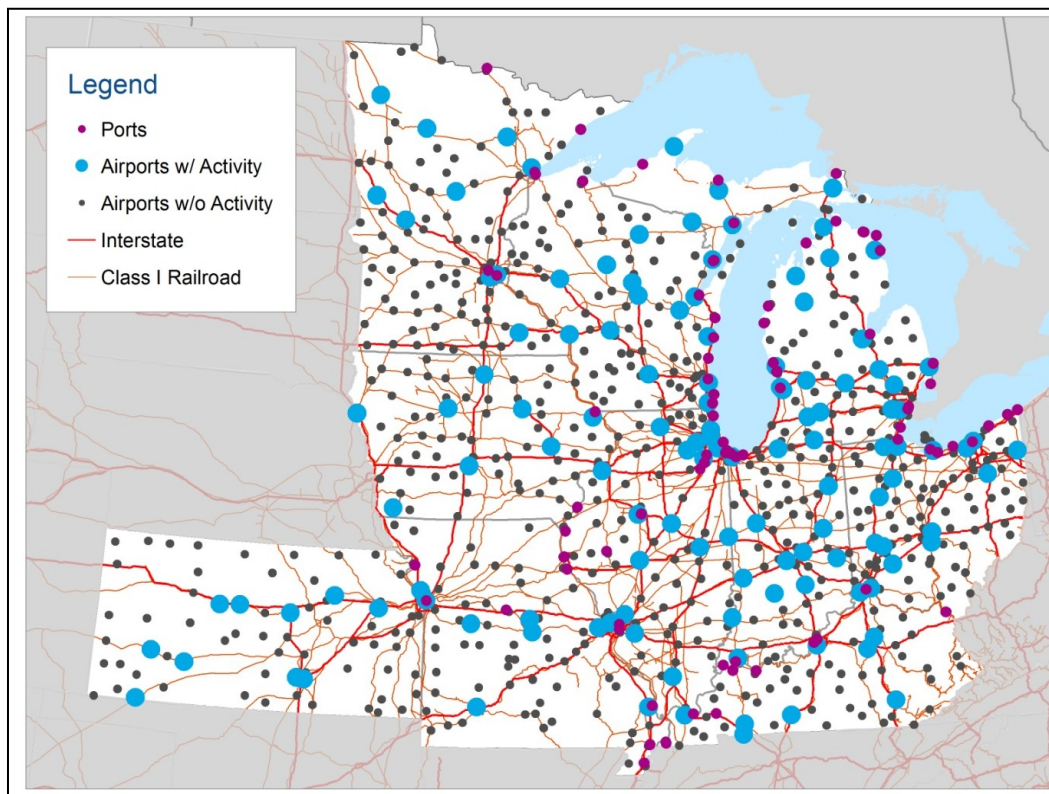 Legend
Ports
Airports w/ Activity
Airports w/o Activity
Interstate
Class I Railroad